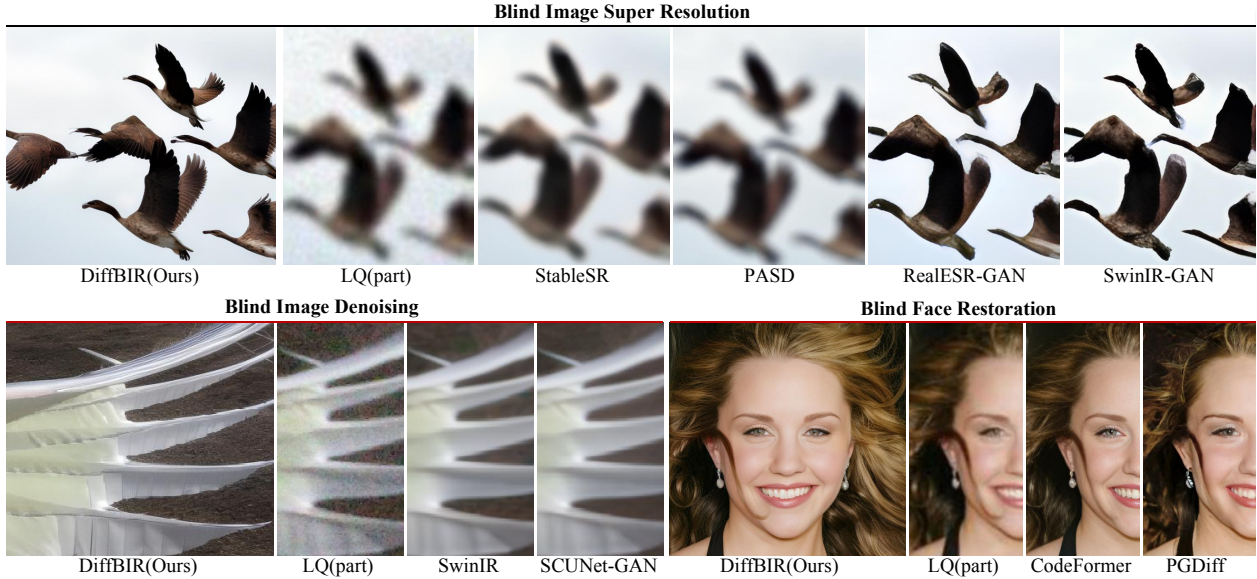 Blind Image Super Resolution
DiffBIR(Ours) LQ(part) StableSR PASD RealESR-GAN SwinIR-GAN
Blind Image Denoising Blind Face Restoration
DiffBIR(Ours) LQ(part) SwinIR SCUNet-GAN DiffBIR(Ours) LQ(part) CodeFormer PGDiff